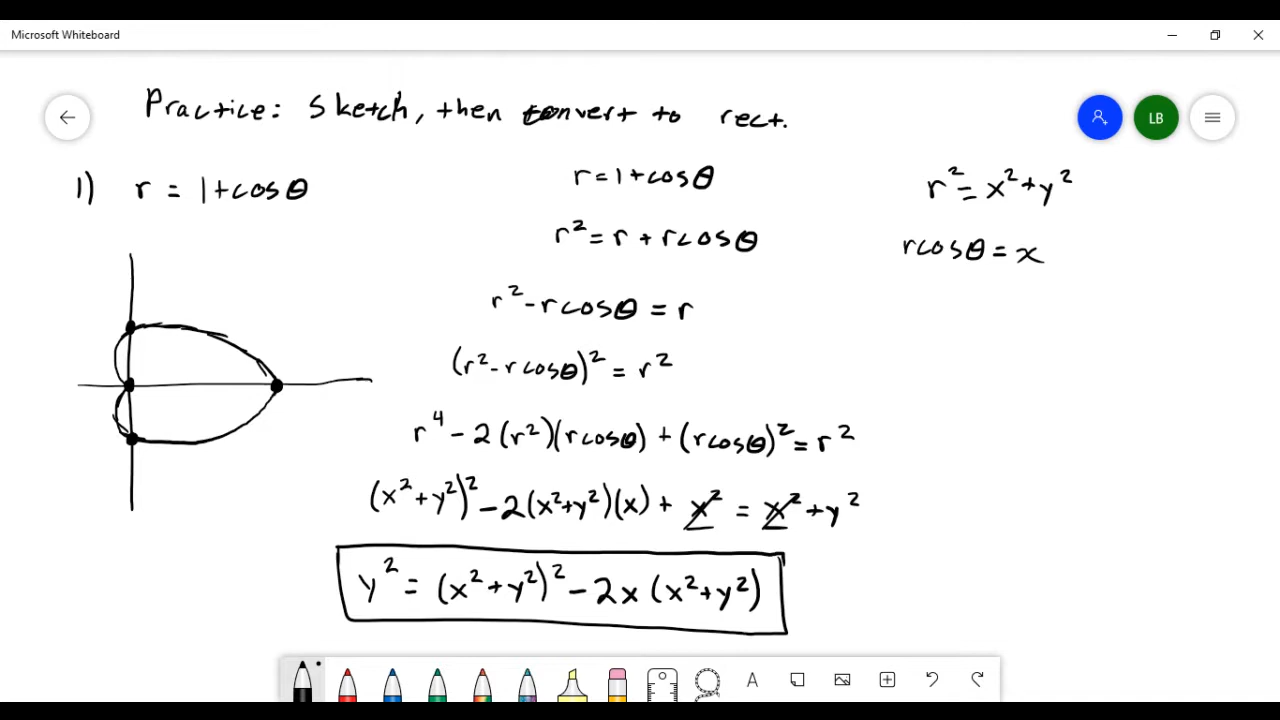 Microsoft Whiteboard
Practice: Sketch, then convert to rect.
LB
1) r = 1+cosθ
r=1+cosθ
r²=x²+y²
r²=r+rcosθ
rcosθ=x
r²-rcosθ=r
(r²-rcosθ)²=r²
r⁴-2(r²)(rcosθ)+(rcosθ)²=r²
(x²+y²)²-2(x²+y²)(x)+x²=x²+y²
y²=(x²+y²)²-2x(x²+y²)
A